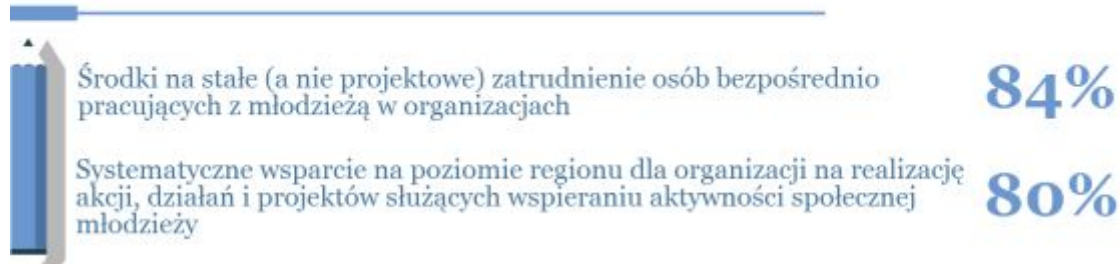 Środki na stałe (a nie projektowe) zatrudnienie osób bezpośrednio
pracujących z młodzieżą w organizacjach
84%
Systematyczne wsparcie na poziomie regionu dla organizacji na realizację
akcji, działań i projektów służących wspieraniu aktywności społecznej
młodzieży
80%